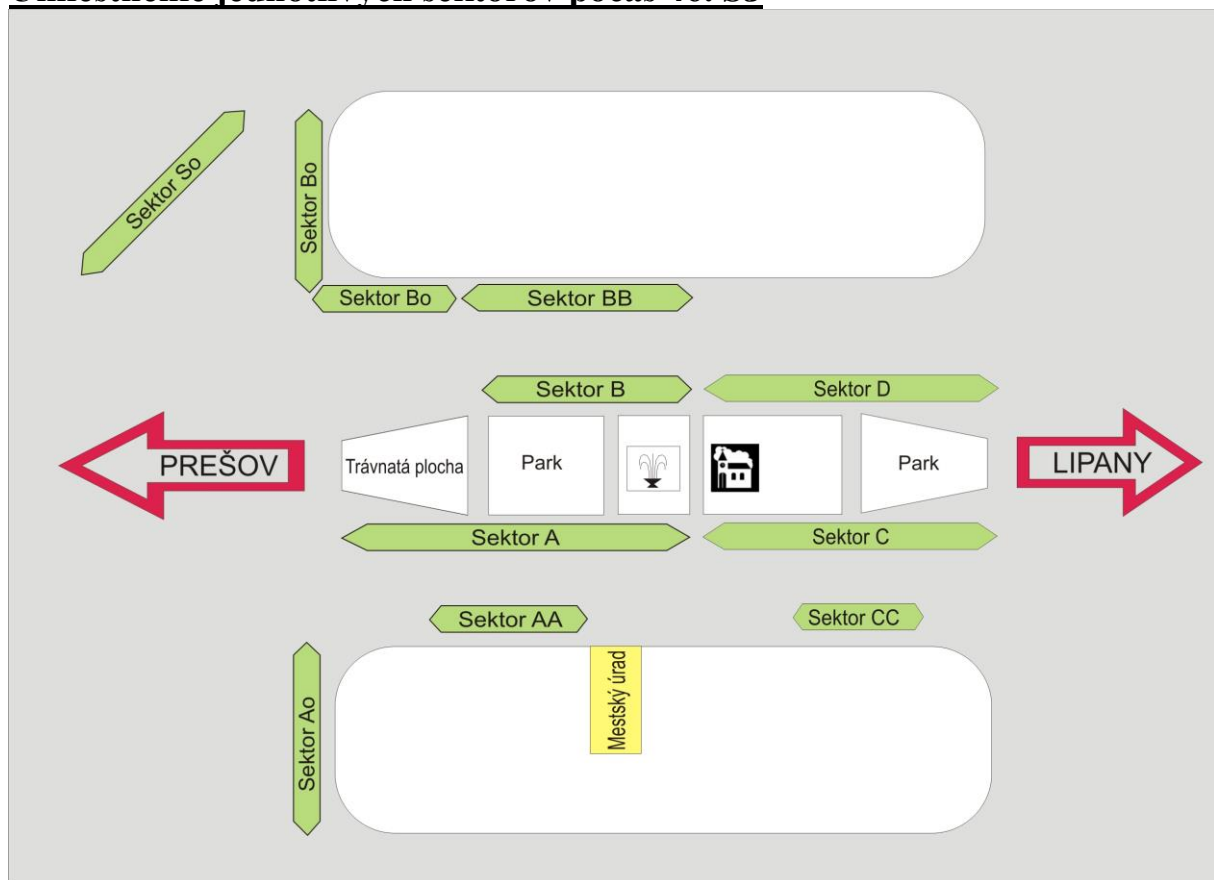 Sektor So
Sektor Bo
Sektor Bo
Sektor BB
Sektor B
Sektor D
PREŠOV
Trávnatá plocha
Park
Park
LIPANY
Sektor A
Sektor C
Sektor AA
Sektor CC
Mestský úrad
Sektor Ao